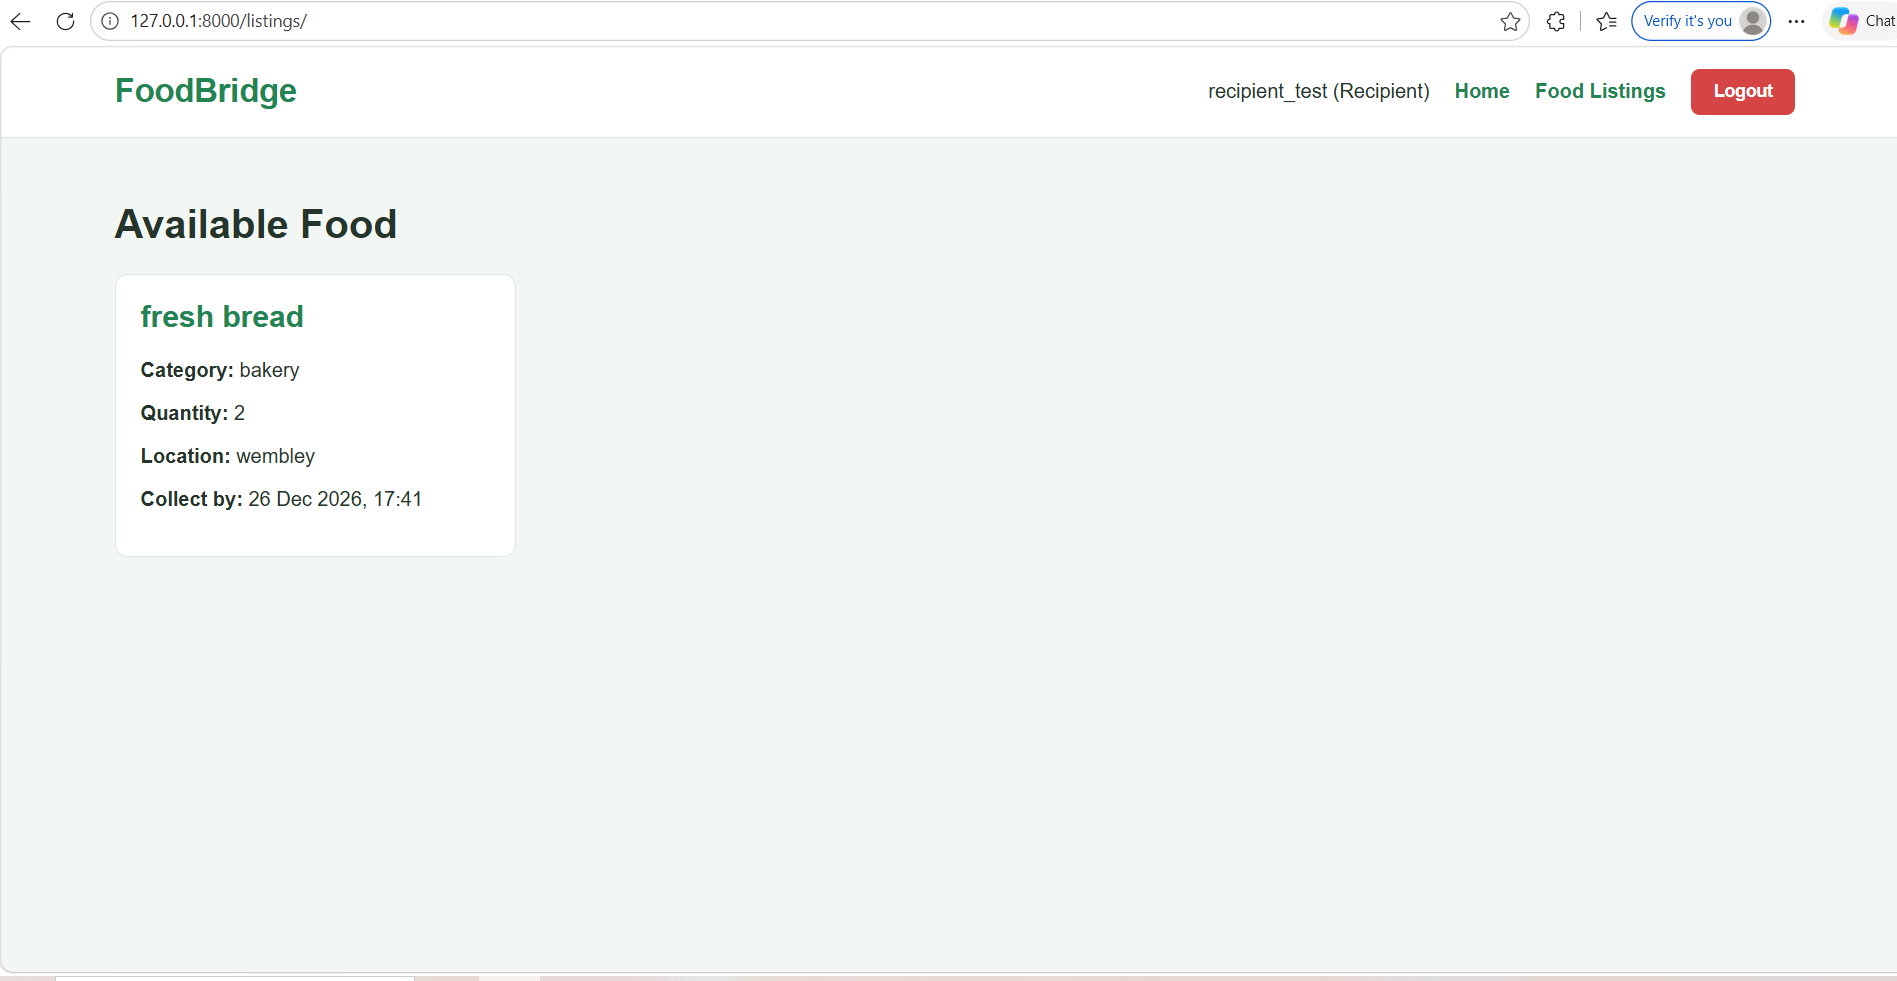 127.0.0.1:8000/listings/
Verify it's you
Chat
FoodBridge
recipient_test (Recipient)
Home
Food Listings
Logout
Available Food
fresh bread
Category: bakery
Quantity: 2
Location: wembley
Collect by: 26 Dec 2026, 17:41